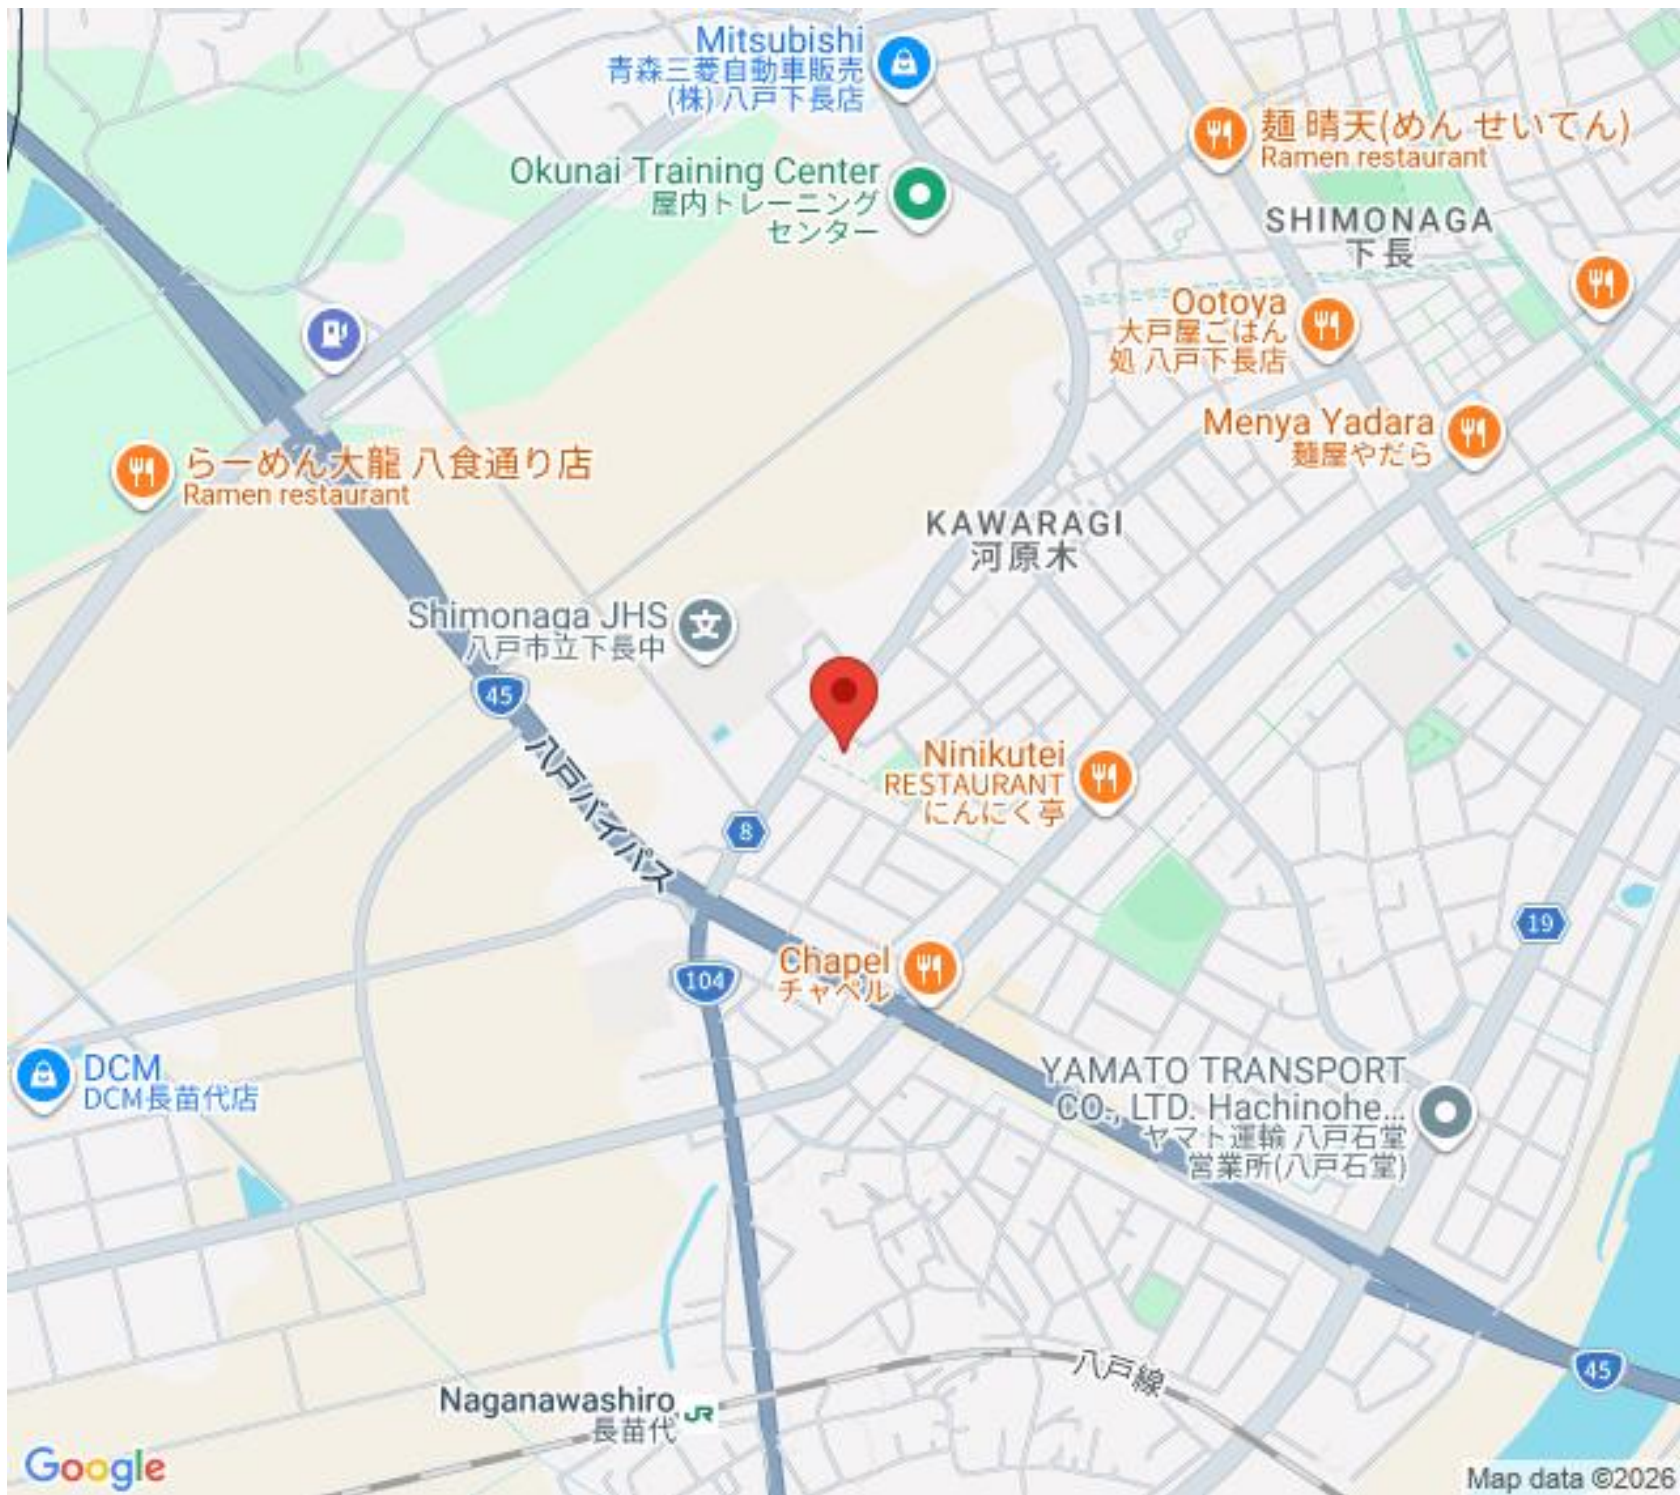 Mitsubishi
青森三菱自動車販売
(株) 八戸下長店
麺 晴天(めん せいてん)
Ramen restaurant
Okunai Training Center
屋内トレーニング
センター
SHIMONAGA
下長
Ootoya
大戸屋ごはん
処 八戸下長店
Menya Yadara
麺屋やだら
らーめん大龍 八食通り店
Ramen restaurant
KAWARAGI
河原木
Shimonaga JHS
八戸市立下長中
45
八戸バイパス
Ninikutei
RESTAURANT
にんにく亭
8
19
104
Chapel
チャペル
DCM
DCM長苗代店
YAMATO TRANSPORT
CO., LTD. Hachinohe...
ヤマト運輸 八戸石堂
営業所(八戸石堂)
八戸線
45
Naganawashiro
長苗代
JR
Google
Map data ©2026